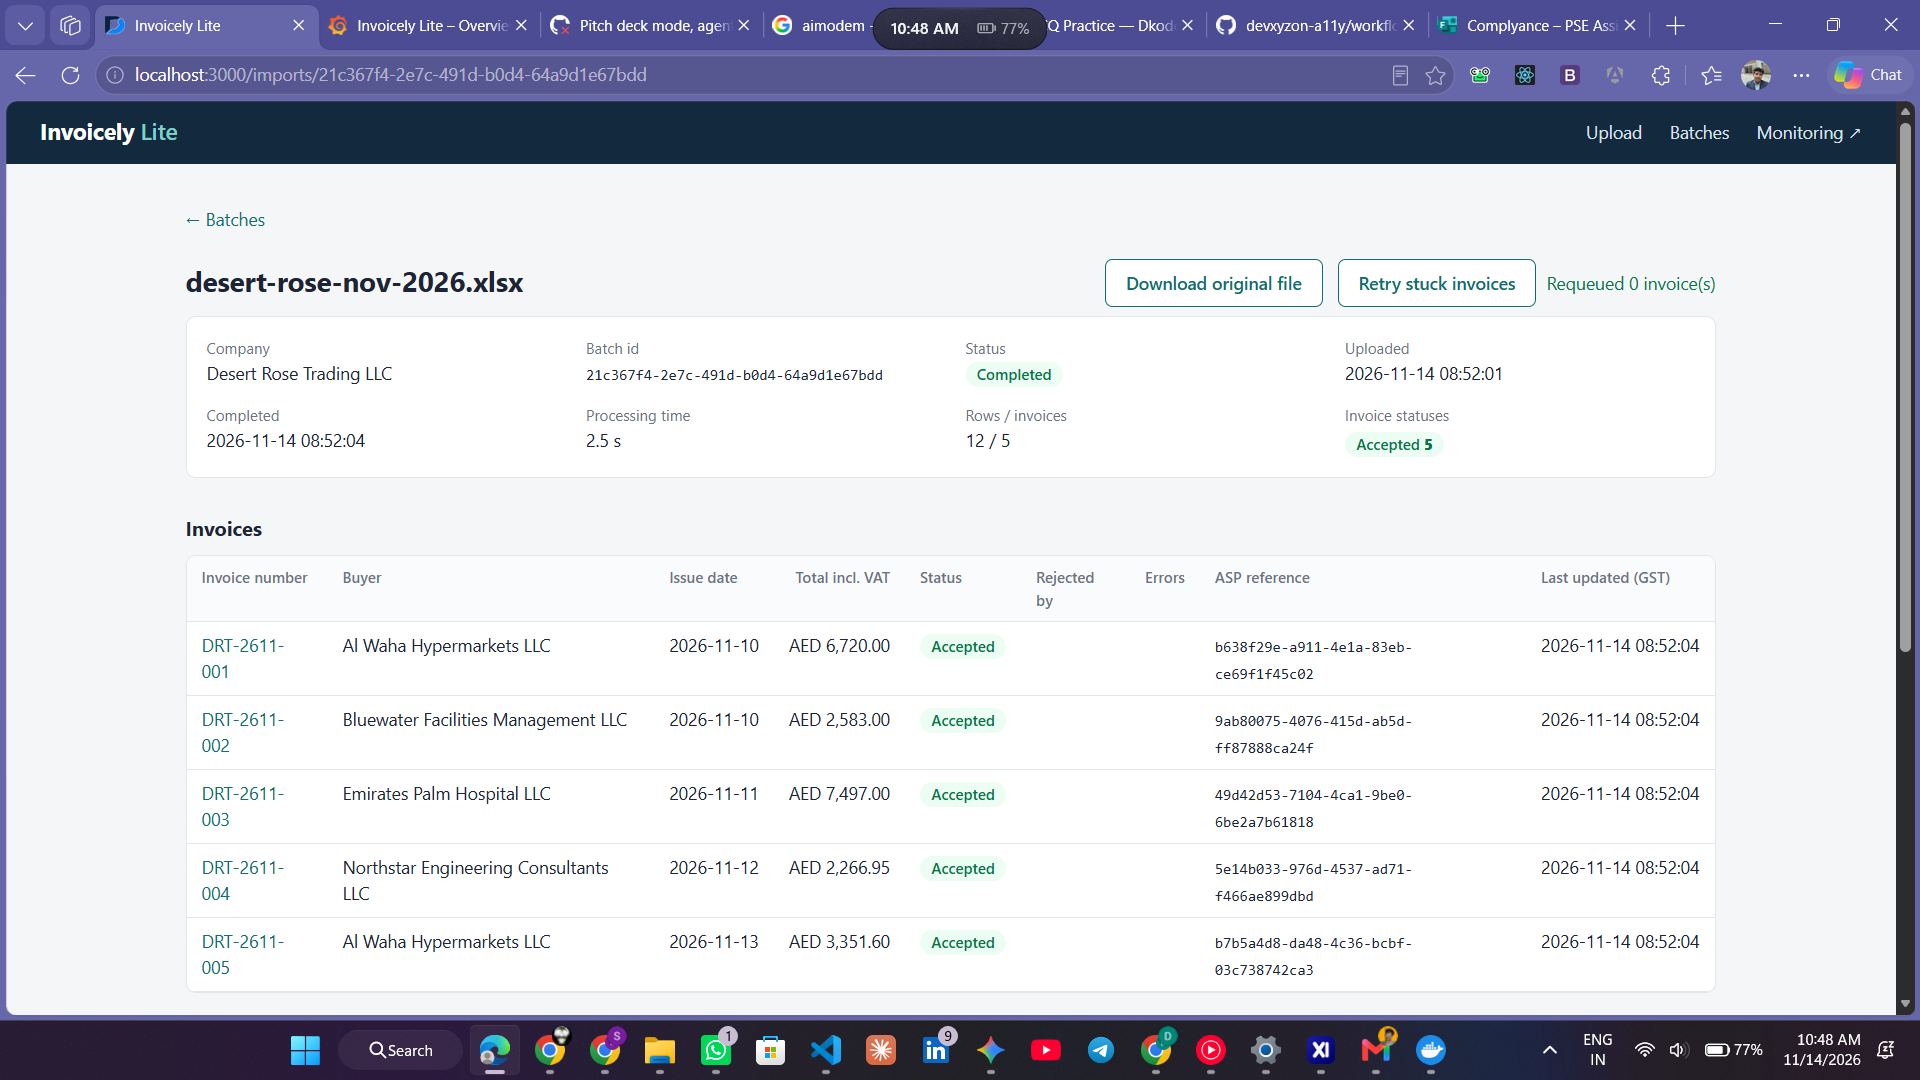 Invoicely Lite
Invoicely Lite – Overvie
Pitch deck mode, agen
aimodem -
10:48 AM 77%
Q Practice — Dkod
devxyzon-a11y/workflo
Complyance – PSE Assi
localhost:3000/imports/21c367f4-2e7c-491d-b0d4-64a9d1e67bdd
B
Chat
Invoicely Lite
Upload Batches Monitoring ↗
← Batches
desert-rose-nov-2026.xlsx
Download original file
Retry stuck invoices
Requeued 0 invoice(s)
Company Batch id Status Uploaded
Desert Rose Trading LLC 21c367f4-2e7c-491d-b0d4-64a9d1e67bdd Completed 2026-11-14 08:52:01
Completed Processing time Rows / invoices Invoice statuses
2026-11-14 08:52:04 2.5 s 12 / 5 Accepted 5
Invoices
Invoice number Buyer Issue date Total incl. VAT Status Rejected by Errors ASP reference Last updated (GST)
DRT-2611-001 Al Waha Hypermarkets LLC 2026-11-10 AED 6,720.00 Accepted b638f29e-a911-4e1a-83eb-ce69f1f45c02 2026-11-14 08:52:04
DRT-2611-002 Bluewater Facilities Management LLC 2026-11-10 AED 2,583.00 Accepted 9ab80075-4076-415d-ab5d-ff87888ca24f 2026-11-14 08:52:04
DRT-2611-003 Emirates Palm Hospital LLC 2026-11-11 AED 7,497.00 Accepted 49d42d53-7104-4ca1-9be0-6be2a7b61818 2026-11-14 08:52:04
DRT-2611-004 Northstar Engineering Consultants LLC 2026-11-12 AED 2,266.95 Accepted 5e14b033-976d-4537-ad71-f466ae899dbd 2026-11-14 08:52:04
DRT-2611-005 Al Waha Hypermarkets LLC 2026-11-13 AED 3,351.60 Accepted b7b5a4d8-da48-4c36-bcbf-03c738742ca3 2026-11-14 08:52:04
Search
S
1
in
9
D
XI
ENG
IN
77%
10:48 AM
11/14/2026